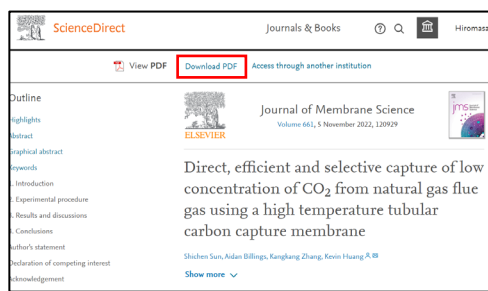 ScienceDirect
Journals & Books
?
Hiromasa
View PDF
Download PDF
Access through another institution
Outline
Highlights
Abstract
Graphical abstract
Keywords
1. Introduction
2. Experimental procedure
3. Results and discussions
4. Conclusions
Author's statement
Declaration of competing interest
Acknowledgement
ELSEVIER
Journal of Membrane Science
Volume 661, 5 November 2022, 120929
jms
Direct, efficient and selective capture of low
concentration of CO₂ from natural gas flue
gas using a high temperature tubular
carbon capture membrane
Shichen Sun, Aidan Billings, Kangkang Zhang, Kevin Huang
Show more